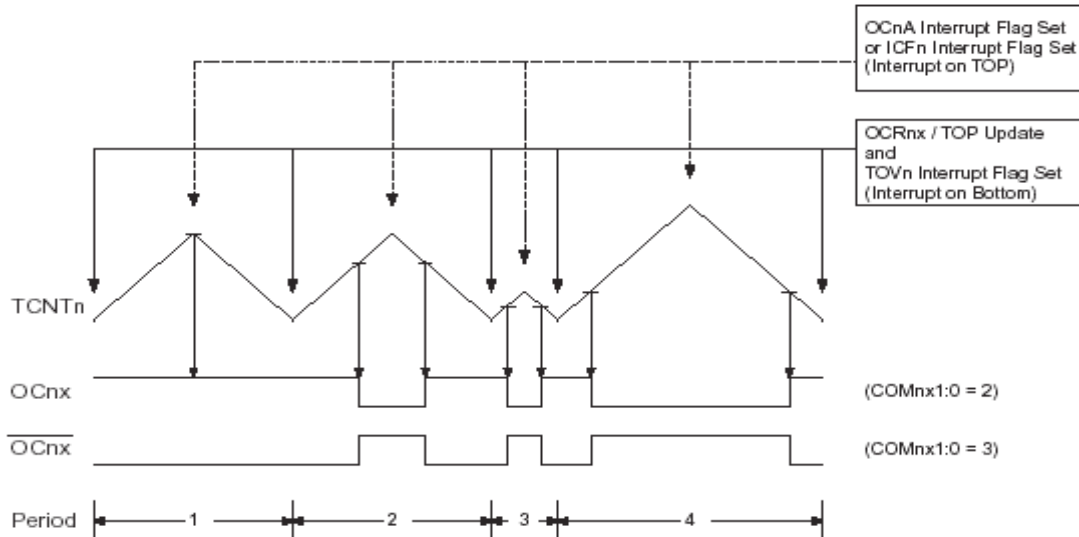 OCnA Interrupt Flag Set
or ICFn Interrupt Flag Set
(Interrupt on TOP)
OCRnx / TOP Update
and
TOVn Interrupt Flag Set
(Interrupt on Bottom)
TCNTn
OCnx
(COMnx1:0 = 2)
OCnx
(COMnx1:0 = 3)
Period
1
2
3
4